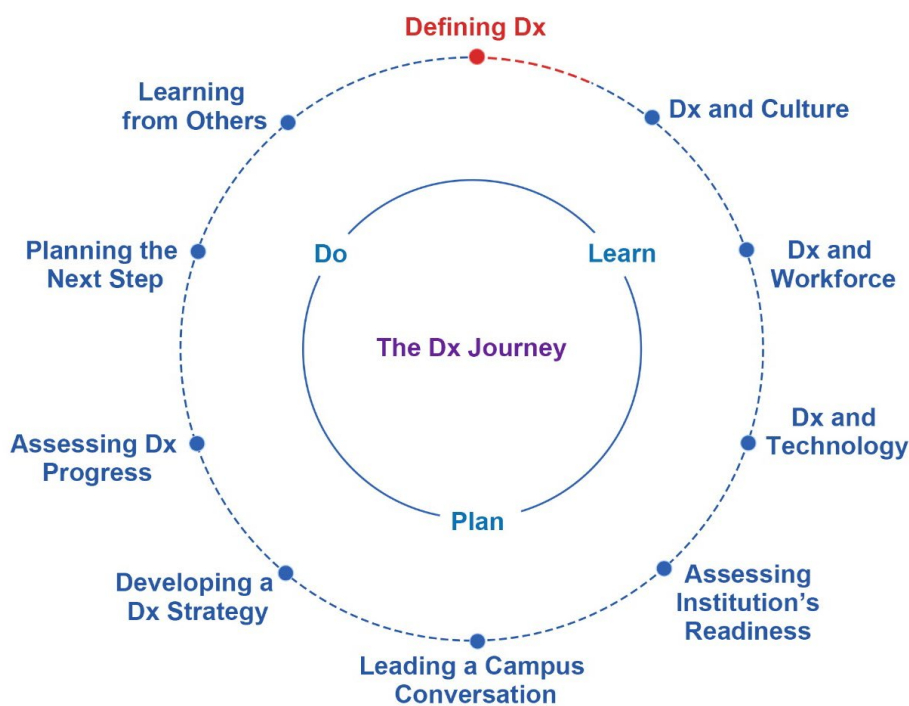 Defining Dx
Dx and Culture
Dx and
Workforce
Dx and
Technology
Assessing
Institution’s
Readiness
Leading a Campus
Conversation
Developing a
Dx Strategy
Assessing Dx
Progress
Planning the
Next Step
Learning
from Others
Do
Learn
Plan
The Dx Journey